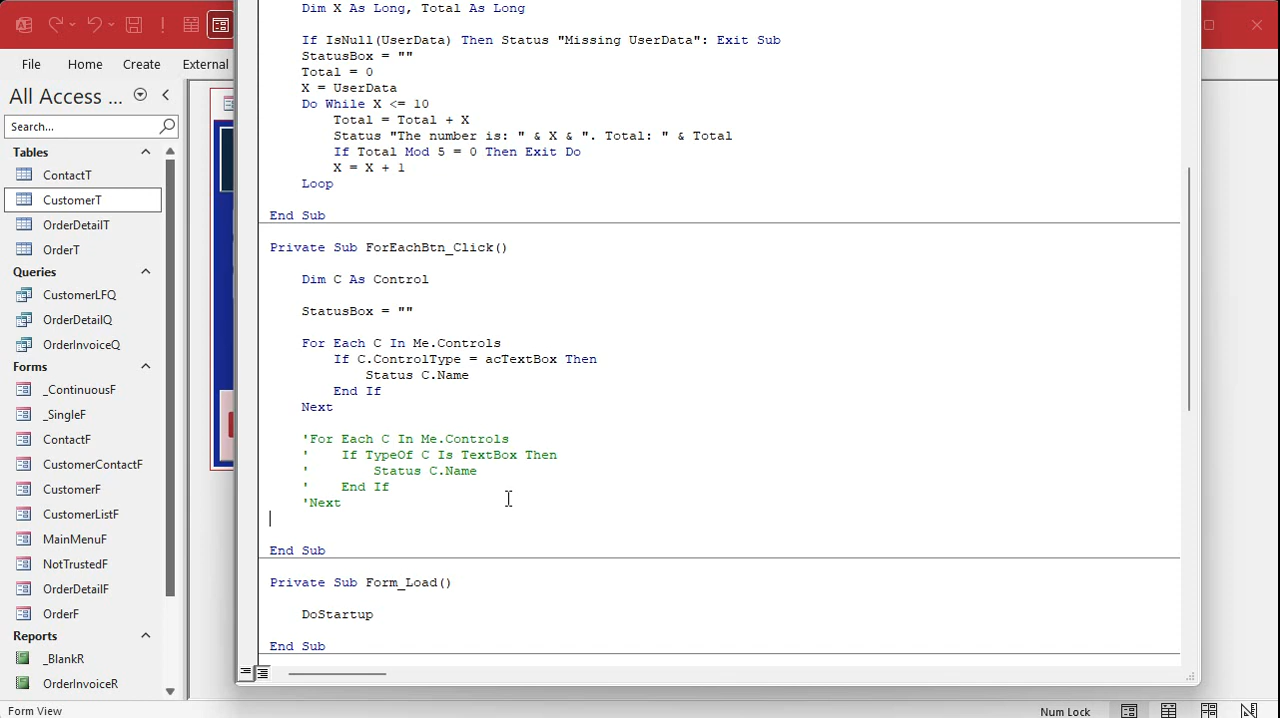 File
Home
Create
External
All Access ...
Search...
Tables
ContactT
CustomerT
OrderDetailT
OrderT
Queries
CustomerLFQ
OrderDetailQ
OrderInvoiceQ
Forms
_ContinuousF
_SingleF
ContactF
CustomerContactF
CustomerF
CustomerListF
MainMenuF
NotTrustedF
OrderDetailF
OrderF
Reports
_BlankR
OrderInvoiceR
Dim X As Long, Total As Long
If IsNull(UserData) Then Status "Missing UserData": Exit Sub
StatusBox = ""
Total = 0
X = UserData
Do While X <= 10
Total = Total + X
Status "The number is: " & X & ". Total: " & Total
If Total Mod 5 = 0 Then Exit Do
X = X + 1
Loop
End Sub
Private Sub ForEachBtn_Click()
Dim C As Control
StatusBox = ""
For Each C In Me.Controls
If C.ControlType = acTextBox Then
Status C.Name
End If
Next
'For Each C In Me.Controls
'    If TypeOf C Is TextBox Then
'        Status C.Name
'    End If
'Next
End Sub
Private Sub Form_Load()
DoStartup
End Sub
Form View
Num Lock